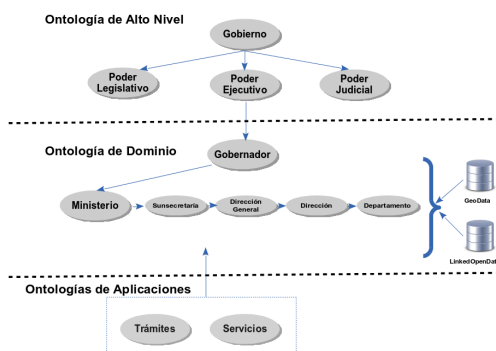 Ontología de Alto Nivel
Gobierno
Poder
Legislativo
Poder
Ejecutivo
Poder
Judicial
Ontología de Dominio
Gobernador
Ministerio
Sunsecretaría
Dirección
General
Dirección
Departamento
GeoData
LinkedOpenDat
Ontologías de Aplicaciones
Trámites
Servicios